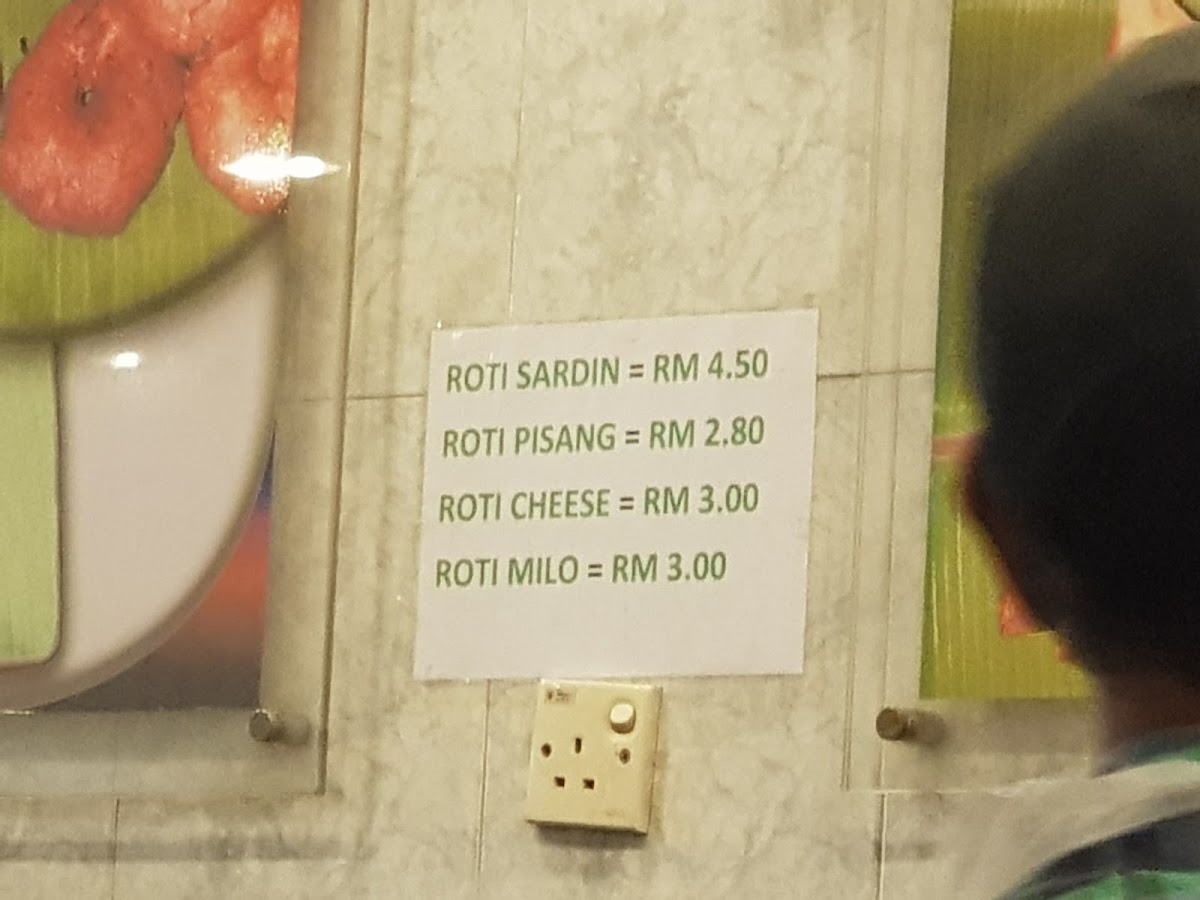 ROTI SARDIN = RM 4.50
ROTI PISANG = RM 2.80
ROTI CHEESE = RM 3.00
ROTI MILO = RM 3.00